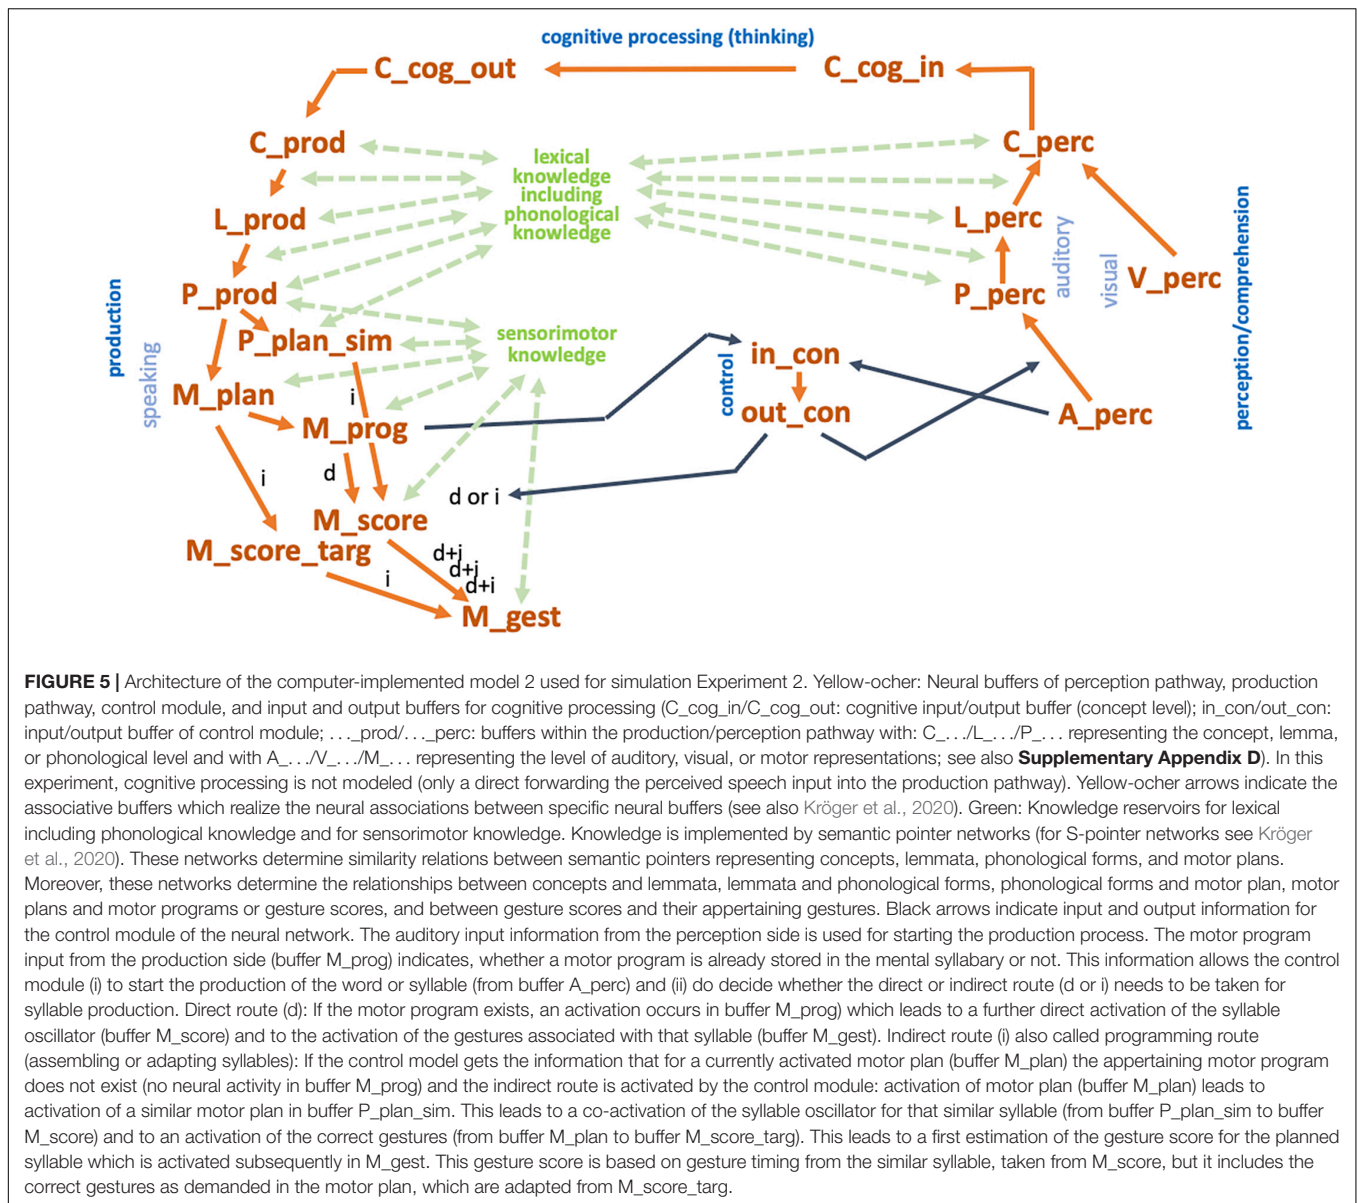 cognitive processing (thinking)
C_cog_out
C_cog_in
C_prod
C_perc
lexical
knowledge
including
phonological
knowledge
L_prod
L_perc
auditory
visual
V_perc
perception/comprehension
P_prod
P_perc
production
speaking
P_plan_sim
sensorimotor
knowledge
in_con
control
M_plan
i
out_con
A_perc
M_prog
i
d
d or i
M_score
M_score_targ
d+i
d+i
d+i
i
M_gest
FIGURE 5 | Architecture of the computer-implemented model 2 used for simulation Experiment 2. Yellow-ocher: Neural buffers of perception pathway, production
pathway, control module, and input and output buffers for cognitive processing (C_cog_in/C_cog_out: cognitive input/output buffer (concept level); in_con/out_con:
input/output buffer of control module; . . ._prod/. . ._perc: buffers within the production/perception pathway with: C_. . ./L_. . ./P_. . . representing the concept, lemma,
or phonological level and with A_. . ./V_. . ./M_. . . representing the level of auditory, visual, or motor representations; see also Supplementary Appendix D). In this
experiment, cognitive processing is not modeled (only a direct forwarding the perceived speech input into the production pathway). Yellow-ocher arrows indicate the
associative buffers which realize the neural associations between specific neural buffers (see also Kröger et al., 2020). Green: Knowledge reservoirs for lexical
including phonological knowledge and for sensorimotor knowledge. Knowledge is implemented by semantic pointer networks (for S-pointer networks see Kröger
et al., 2020). These networks determine similarity relations between semantic pointers representing concepts, lemmata, phonological forms, and motor plans.
Moreover, these networks determine the relationships between concepts and lemmata, lemmata and phonological forms, phonological forms and motor plan, motor
plans and motor programs or gesture scores, and between gesture scores and their appertaining gestures. Black arrows indicate input and output information for
the control module of the neural network. The auditory input information from the perception side is used for starting the production process. The motor program
input from the production side (buffer M_prog) indicates, whether a motor program is already stored in the mental syllabary or not. This information allows the control
module (i) to start the production of the word or syllable (from buffer A_perc) and (ii) do decide whether the direct or indirect route (d or i) needs to be taken for
syllable production. Direct route (d): If the motor program exists, an activation occurs in buffer M_prog) which leads to a further direct activation of the syllable
oscillator (buffer M_score) and to the activation of the gestures associated with that syllable (buffer M_gest). Indirect route (i) also called programming route
(assembling or adapting syllables): If the control model gets the information that for a currently activated motor plan (buffer M_plan) the appertaining motor program
does not exist (no neural activity in buffer M_prog) and the indirect route is activated by the control module: activation of motor plan (buffer M_plan) leads to
activation of a similar motor plan in buffer P_plan_sim. This leads to a co-activation of the syllable oscillator for that similar syllable (from buffer P_plan_sim to buffer
M_score) and to an activation of the correct gestures (from buffer M_plan to buffer M_score_targ). This leads to a first estimation of the gesture score for the planned
syllable which is activated subsequently in M_gest. This gesture score is based on gesture timing from the similar syllable, taken from M_score, but it includes the
correct gestures as demanded in the motor plan, which are adapted from M_score_targ.